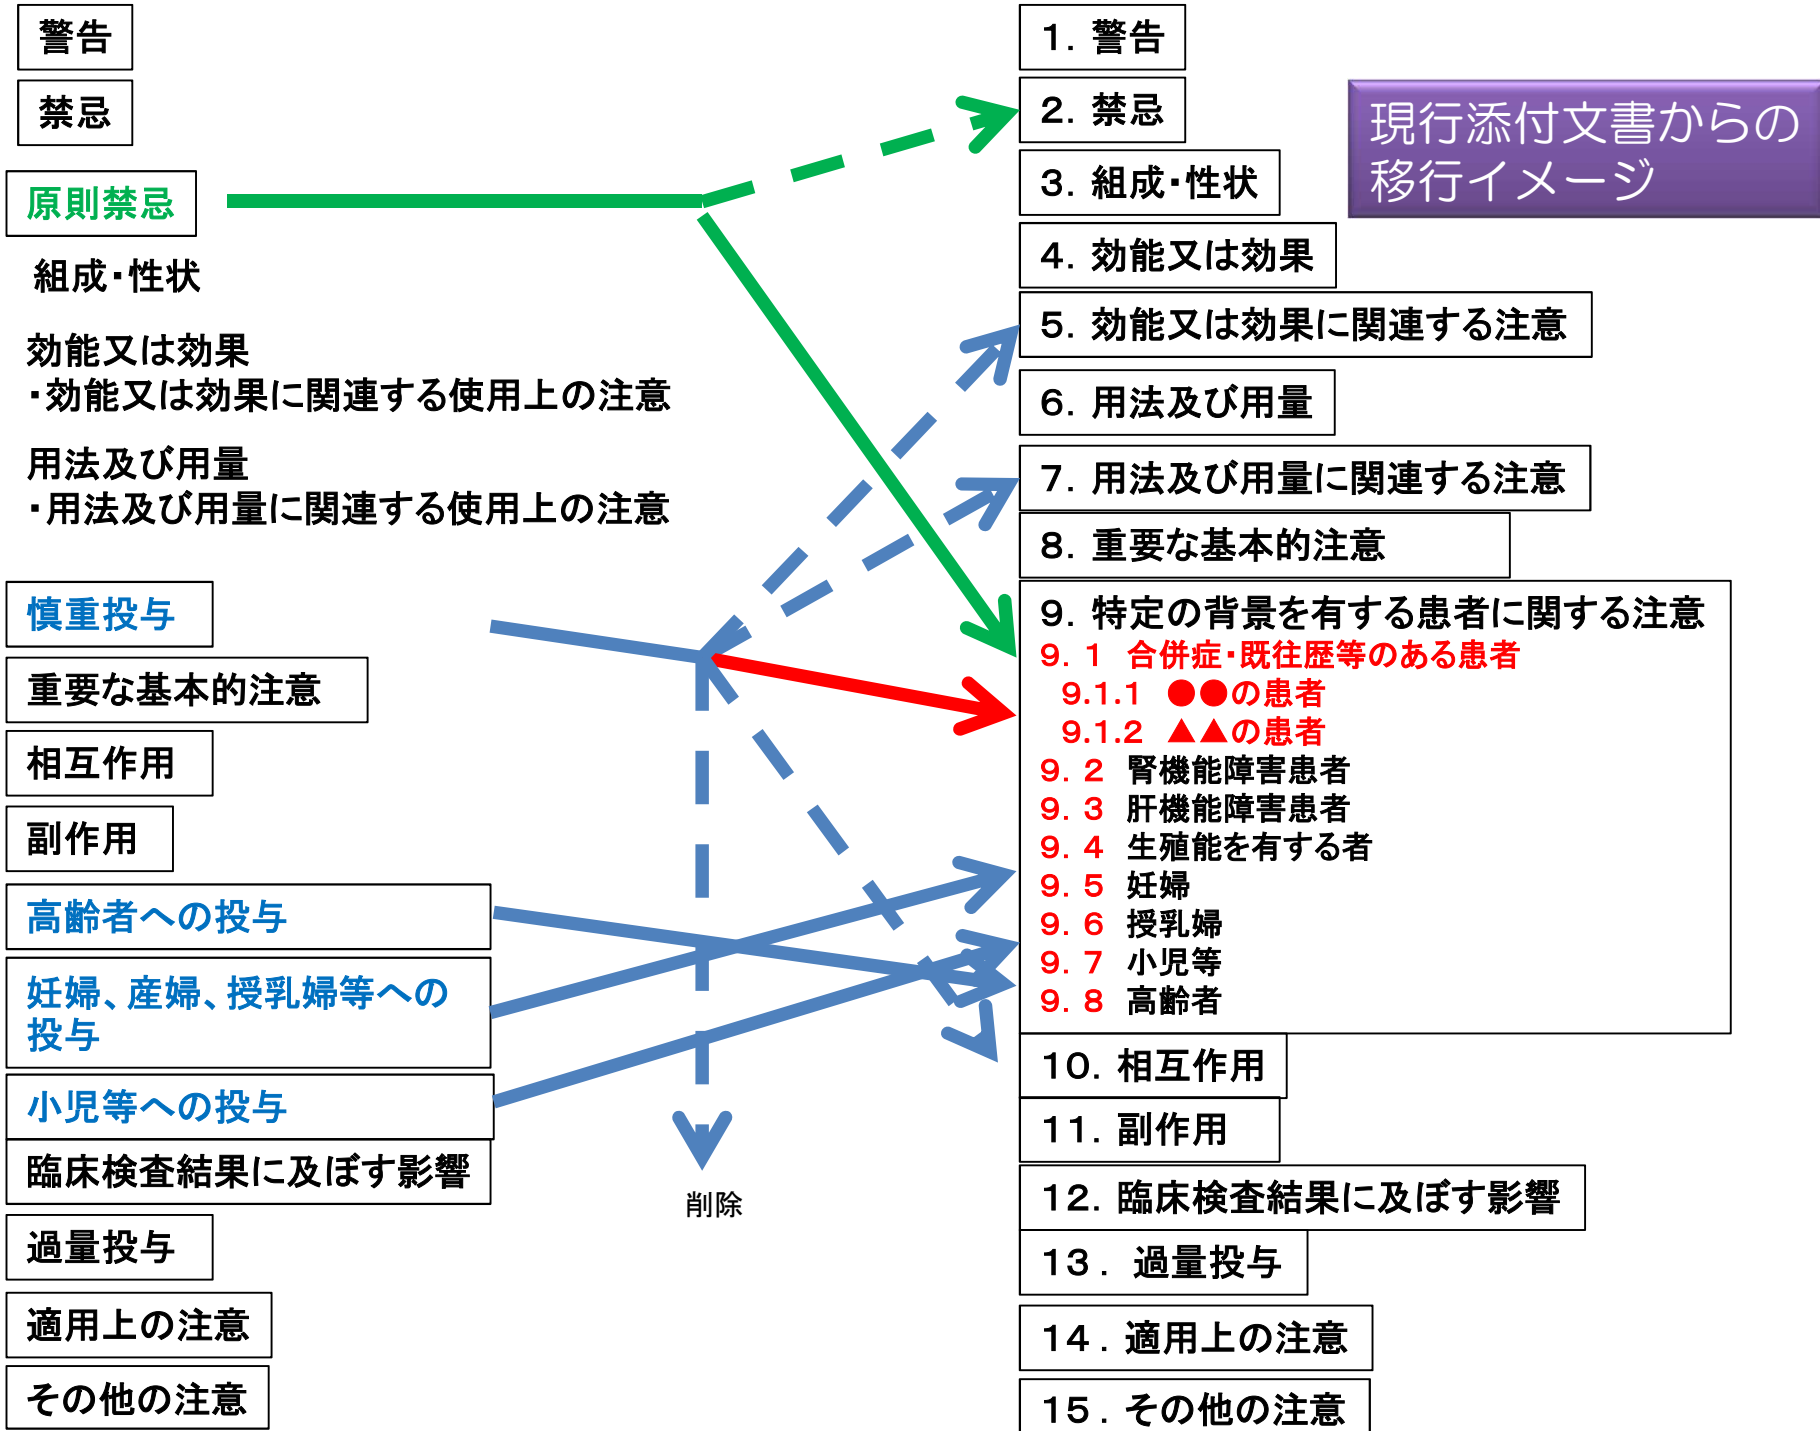 警告
禁忌
原則禁忌
組成・性状
効能又は効果
・効能又は効果に関連する使用上の注意
用法及び用量
・用法及び用量に関連する使用上の注意
慎重投与
重要な基本的注意
相互作用
副作用
高齢者への投与
妊婦、産婦、授乳婦等への
投与
小児等への投与
臨床検査結果に及ぼす影響
過量投与
適用上の注意
その他の注意
削除
1. 警告
2. 禁忌
3. 組成・性状
4. 効能又は効果
5. 効能又は効果に関連する注意
6. 用法及び用量
7. 用法及び用量に関連する注意
8. 重要な基本的注意
9. 特定の背景を有する患者に関する注意
9. 1 合併症・既往歴等のある患者
9.1.1 ●●の患者
9.1.2 ▲▲の患者
9. 2 腎機能障害患者
9. 3 肝機能障害患者
9. 4 生殖能を有する者
9. 5 妊婦
9. 6 授乳婦
9. 7 小児等
9. 8 高齢者
10. 相互作用
11. 副作用
12. 臨床検査結果に及ぼす影響
13. 過量投与
14. 適用上の注意
15. その他の注意
現行添付文書からの
移行イメージ